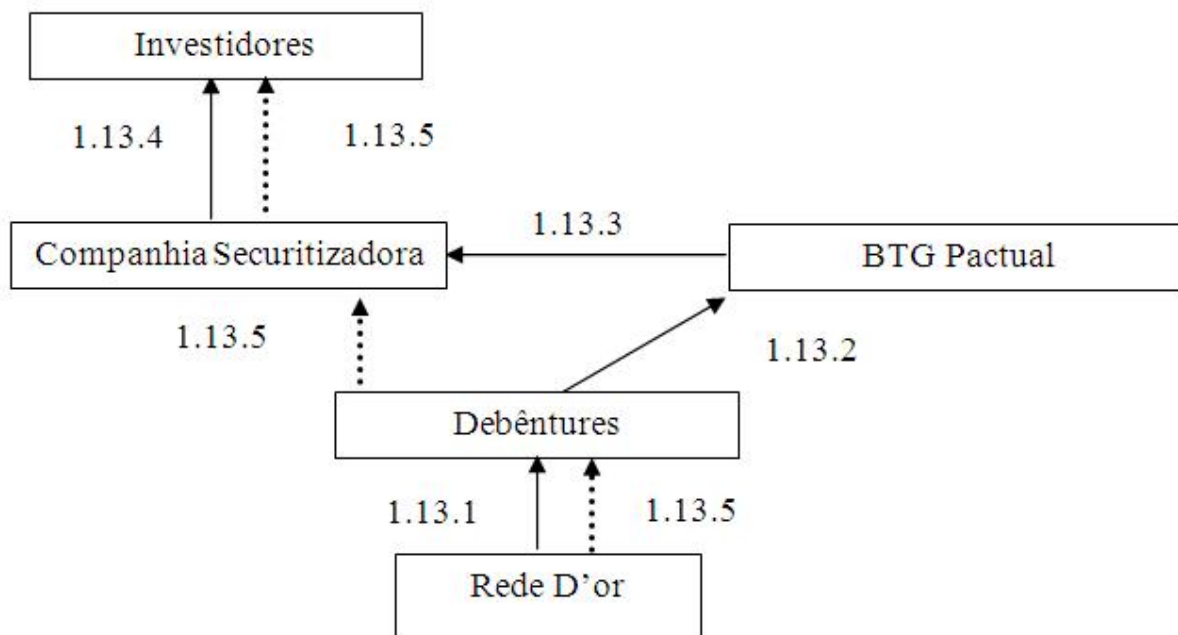 Investidores
1.13.4
1.13.5
Companhia Securitizadora
1.13.3
BTG Pactual
1.13.5
1.13.2
Debêntures
1.13.1
1.13.5
Rede D’or